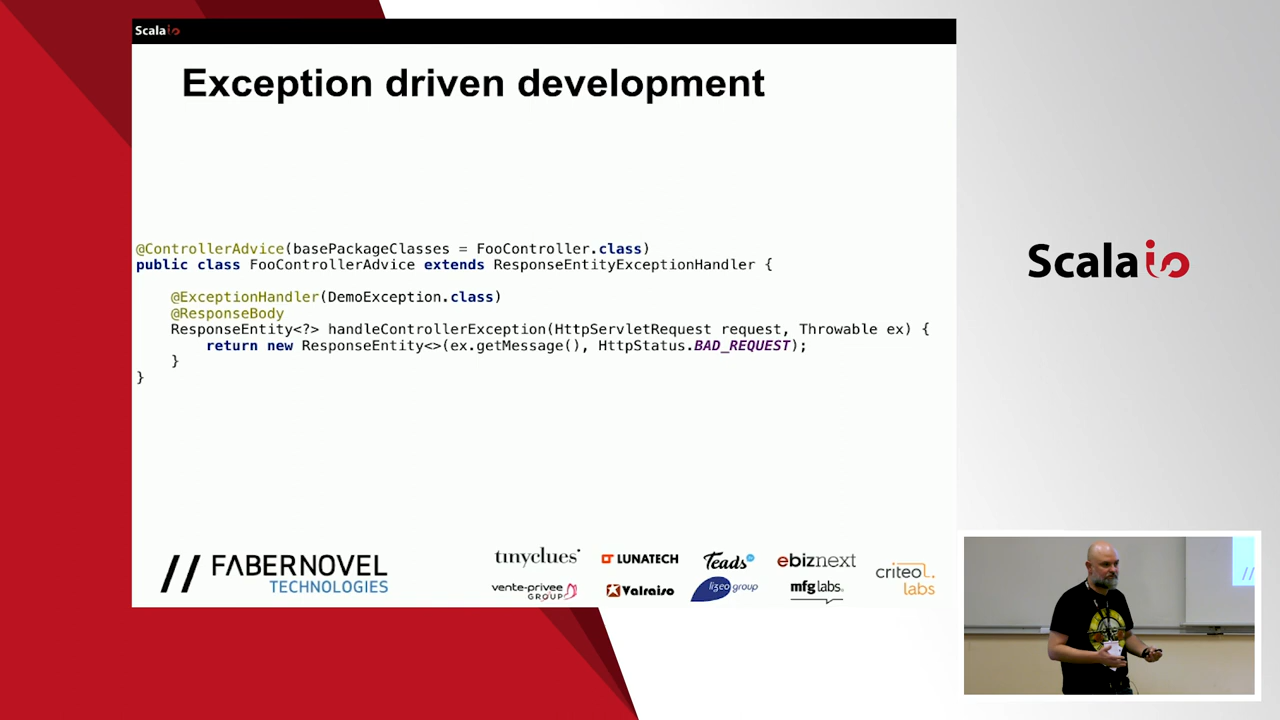 Scalaio
Exception driven development
@ControllerAdvice(basePackageClasses = FooController.class)
public class FooControllerAdvice extends ResponseEntityExceptionHandler {
@ExceptionHandler(DemoException.class)
@ResponseBody
ResponseEntity<?> handleControllerException(HttpServletRequest request, Throwable ex) {
return new ResponseEntity<>(ex.getMessage(), HttpStatus.BAD_REQUEST);
}
}
Scalaio
// FABERNOVEL
TECHNOLOGIES
tinyclues LUNATECH Teads ebiznext
criteo labs
vente-privee GROUP Valraiso lizeo group mfg labs.